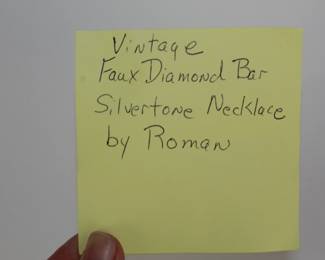 Vintage
Faux Diamond Bar
Silvertone Necklace
by Roman